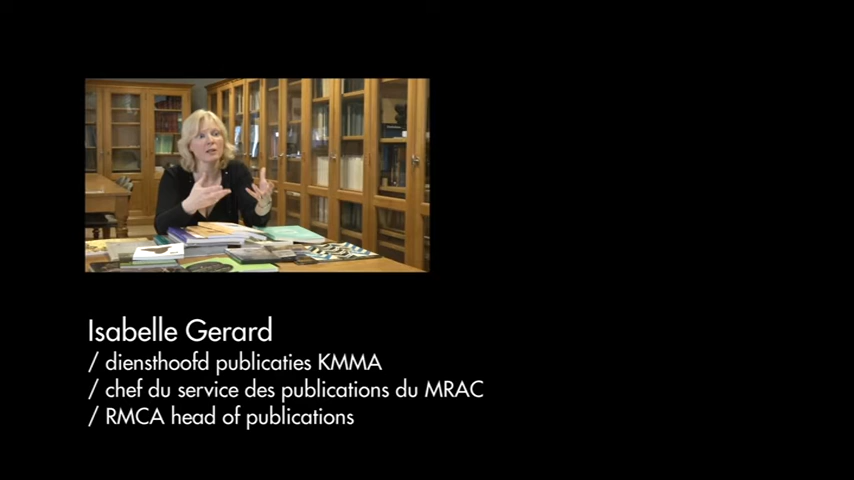 Isabelle Gerard
/ diensthoofd publicaties KMMA
/ chef du service des publications du MRAC
/ RMCA head of publications